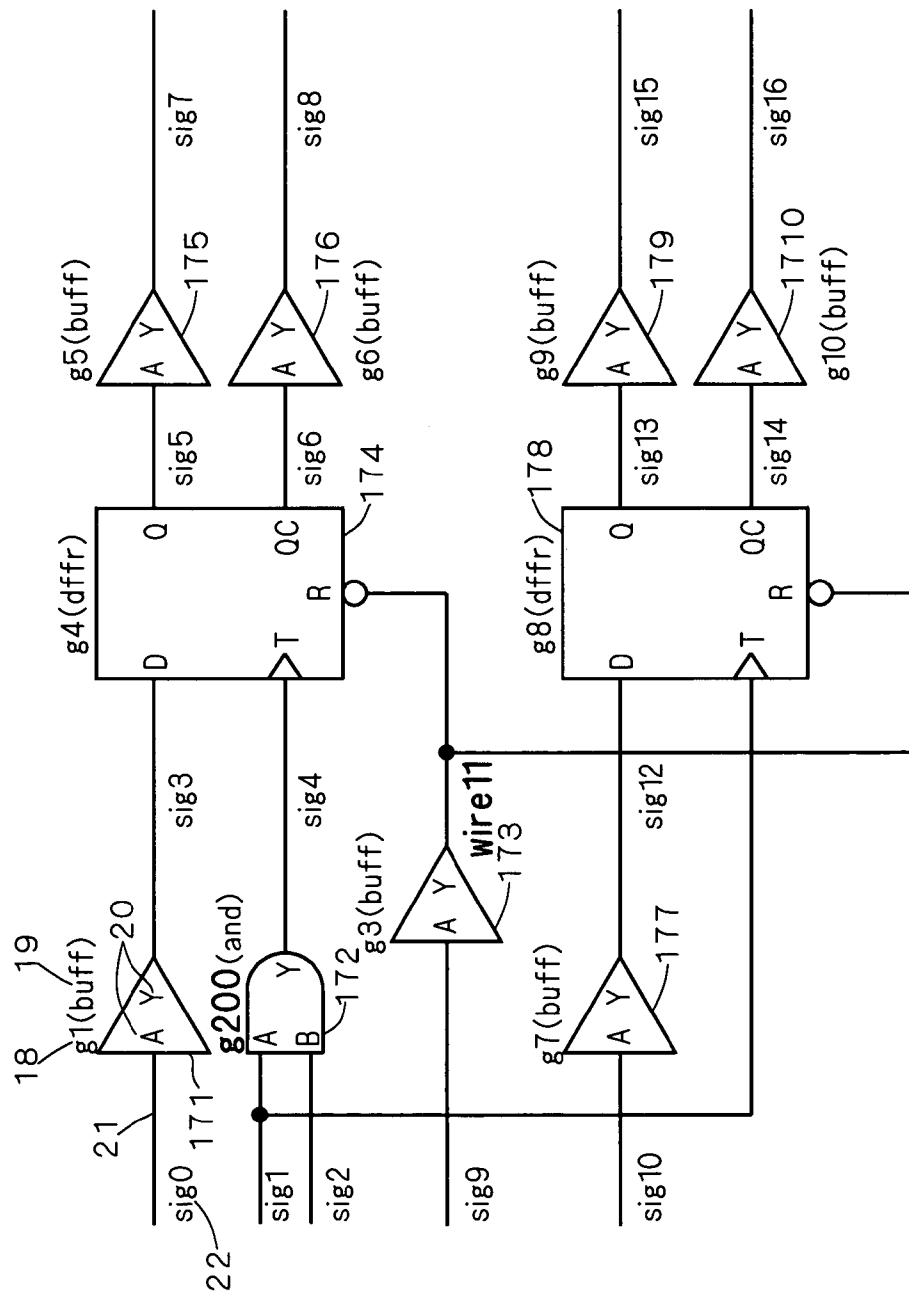 18
19
g1(buff)
20
A
Y
21
171
sig0
22
sig3
g4(dffr)
D
Q
T
QC
R
174
sig5
g5(buff)
A
Y
175
sig7
g200(and)
A
B
Y
172
sig1
sig2
sig4
sig6
A
Y
176
g6(buff)
sig8
g3(buff)
A
Y
173
wire11
sig9
g7(buff)
A
Y
177
sig10
sig12
g8(dffr)
178
D
Q
T
QC
R
sig13
g9(buff)
A
Y
179
sig15
sig14
A
Y
1710
g10(buff)
sig16